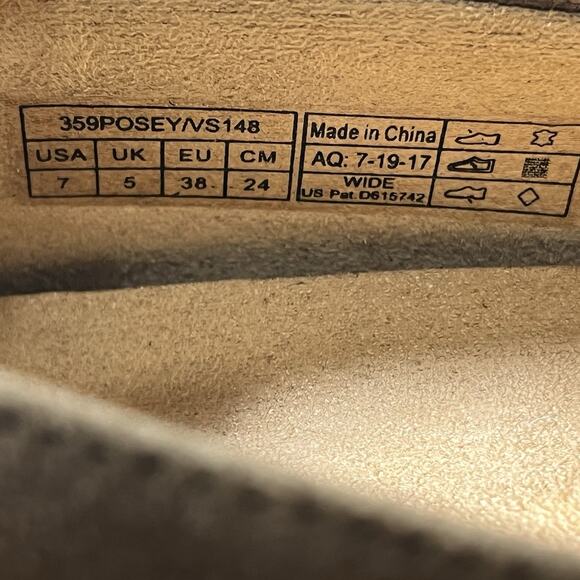 359POSEY/VS148
USA UK EU CM
7 5 38 24
Made in China
AQ: 7-19-17
WIDE
US Pat.D615742